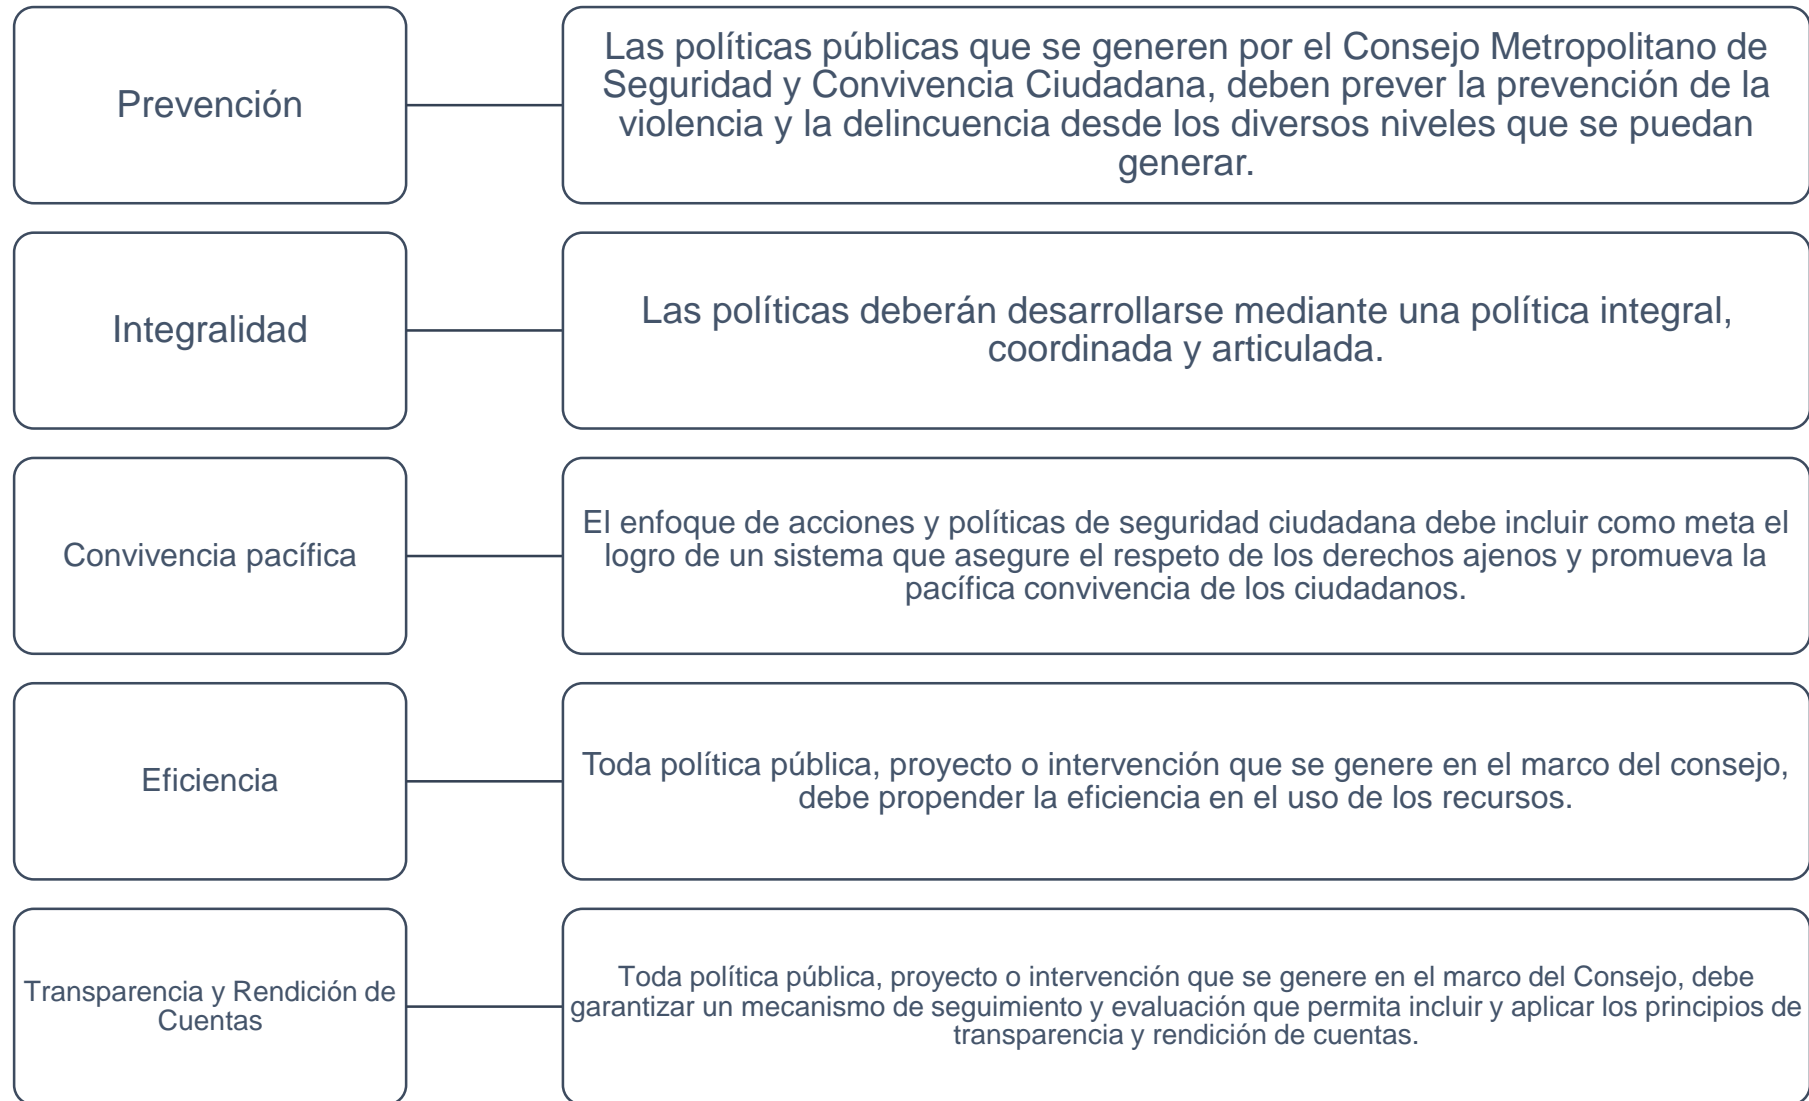 Prevención
Las políticas públicas que se generen por el Consejo Metropolitano de
Seguridad y Convivencia Ciudadana, deben prever la prevención de la
violencia y la delincuencia desde los diversos niveles que se puedan
generar.
Integralidad
Las políticas deberán desarrollarse mediante una política integral,
coordinada y articulada.
Convivencia pacífica
El enfoque de acciones y políticas de seguridad ciudadana debe incluir como meta el
logro de un sistema que asegure el respeto de los derechos ajenos y promueva la
pacífica convivencia de los ciudadanos.
Eficiencia
Toda política pública, proyecto o intervención que se genere en el marco del consejo,
debe propender la eficiencia en el uso de los recursos.
Transparencia y Rendición de
Cuentas
Toda política pública, proyecto o intervención que se genere en el marco del Consejo, debe
garantizar un mecanismo de seguimiento y evaluación que permita incluir y aplicar los principios de
transparencia y rendición de cuentas.